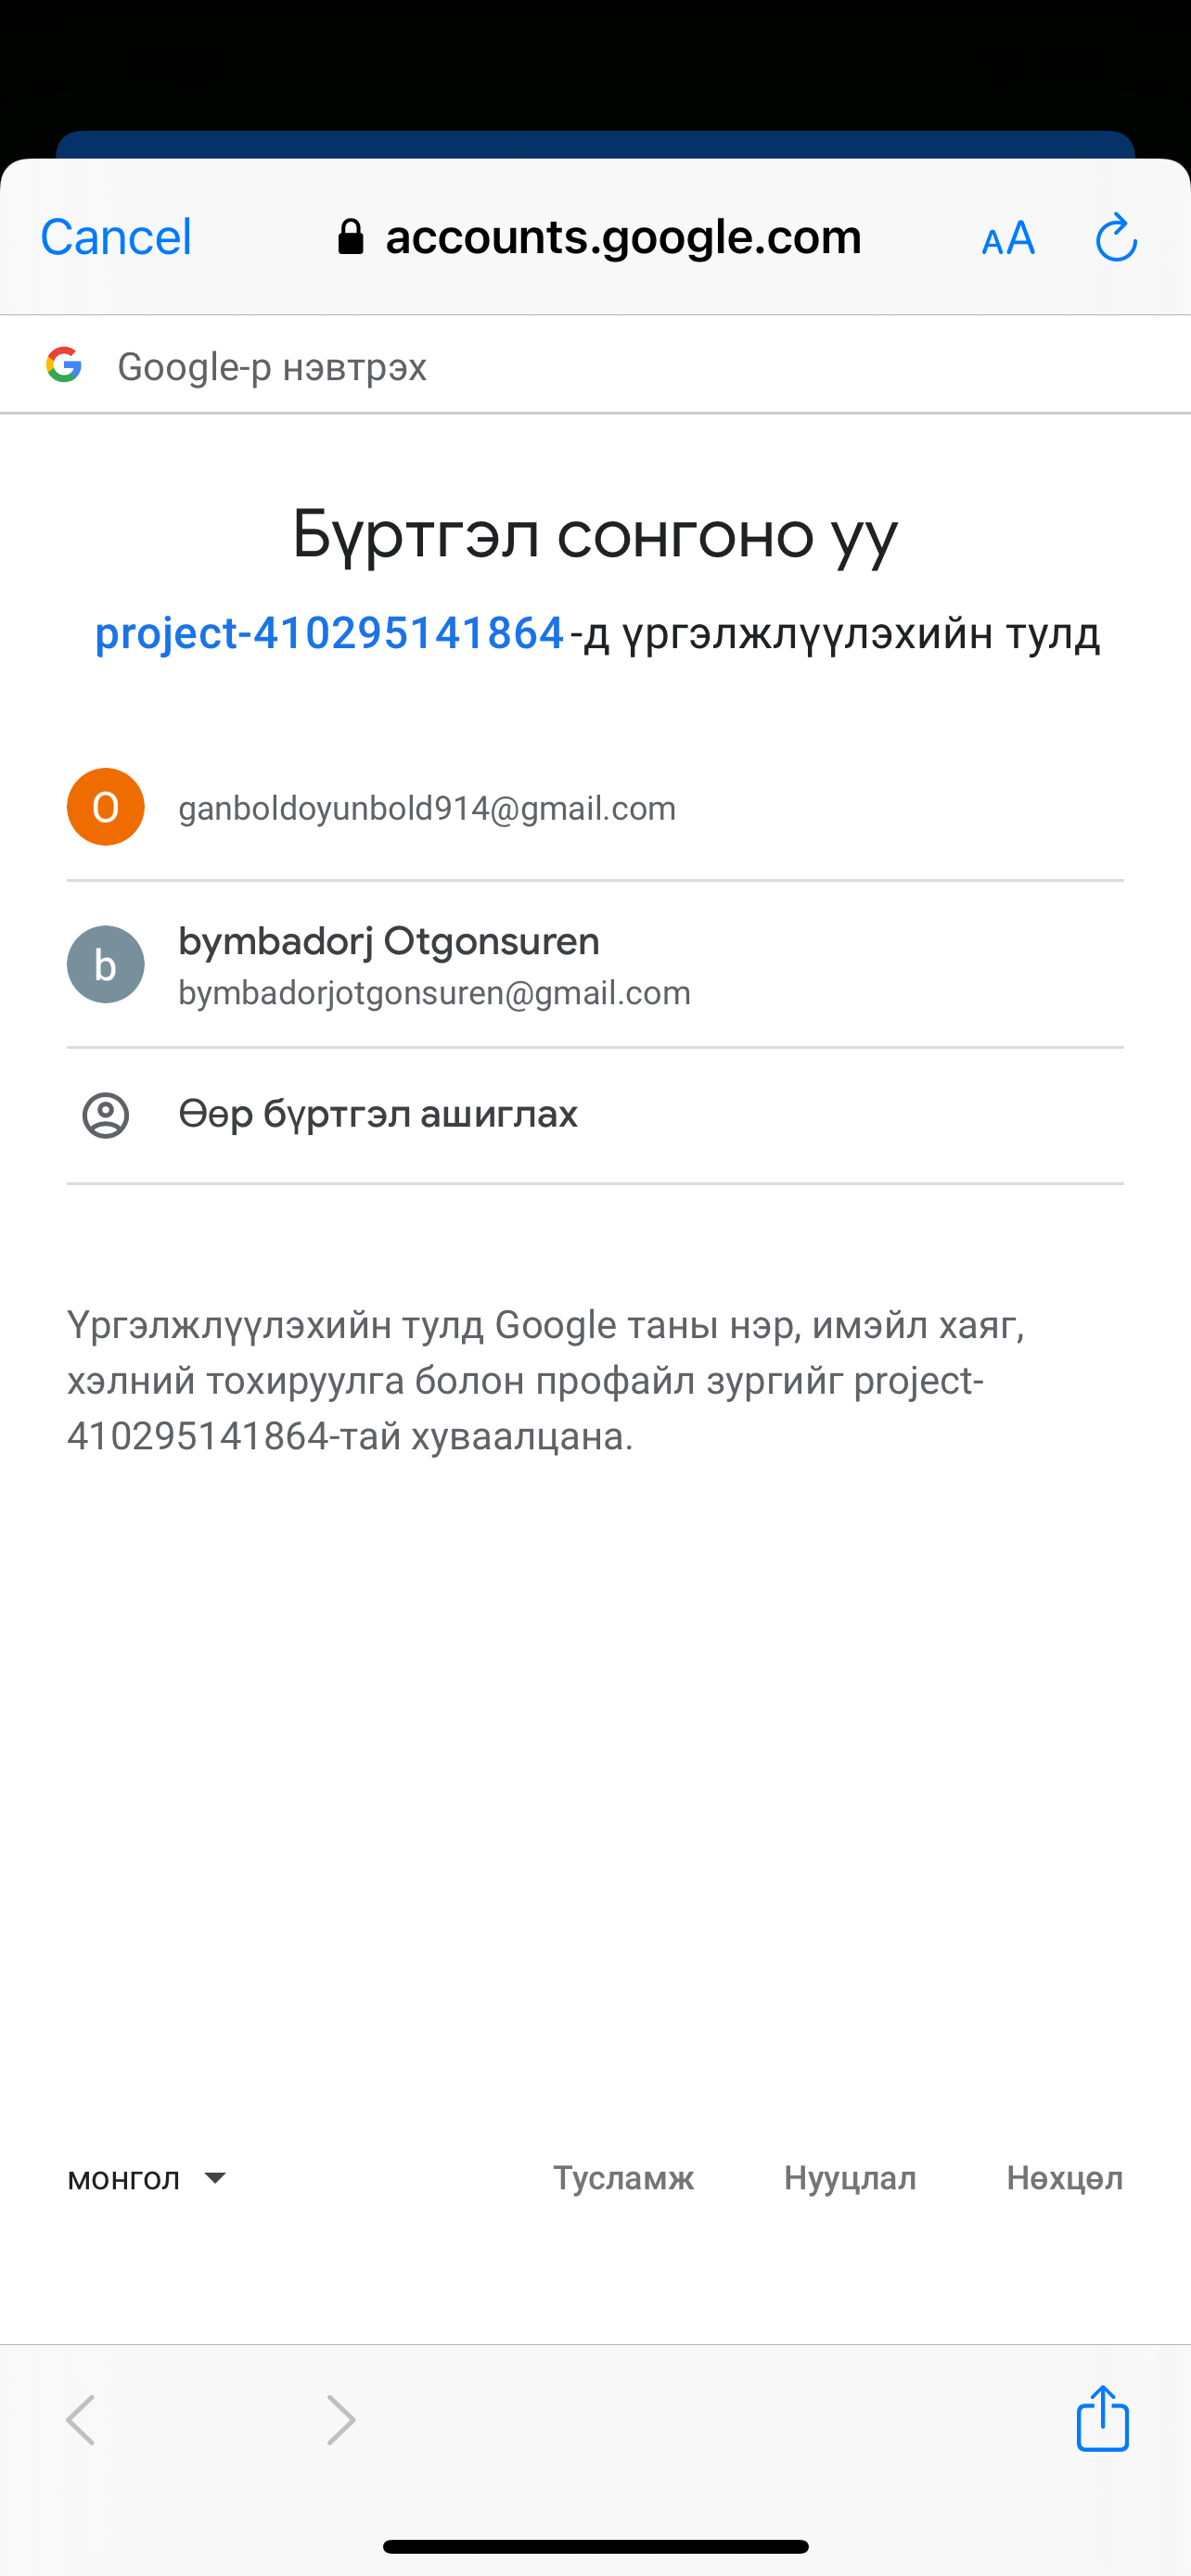 Cancel
accounts.google.com
AA
Google-р нэвтрэх
Бүртгэл сонгоно уу
project-410295141864-д үргэлжлүүлэхийн тулд
O
ganboldoyunbold914@gmail.com
b
bymbadorj Otgonsuren
bymbadorjotgonsuren@gmail.com
Өөр бүртгэл ашиглах
Үргэлжлүүлэхийн тулд Google таны нэр, имэйл хаяг,
хэлний тохируулга болон профайл зургийг project-
410295141864-тай хуваалцана.
монгол
Тусламж
Нууцлал
Нөхцөл